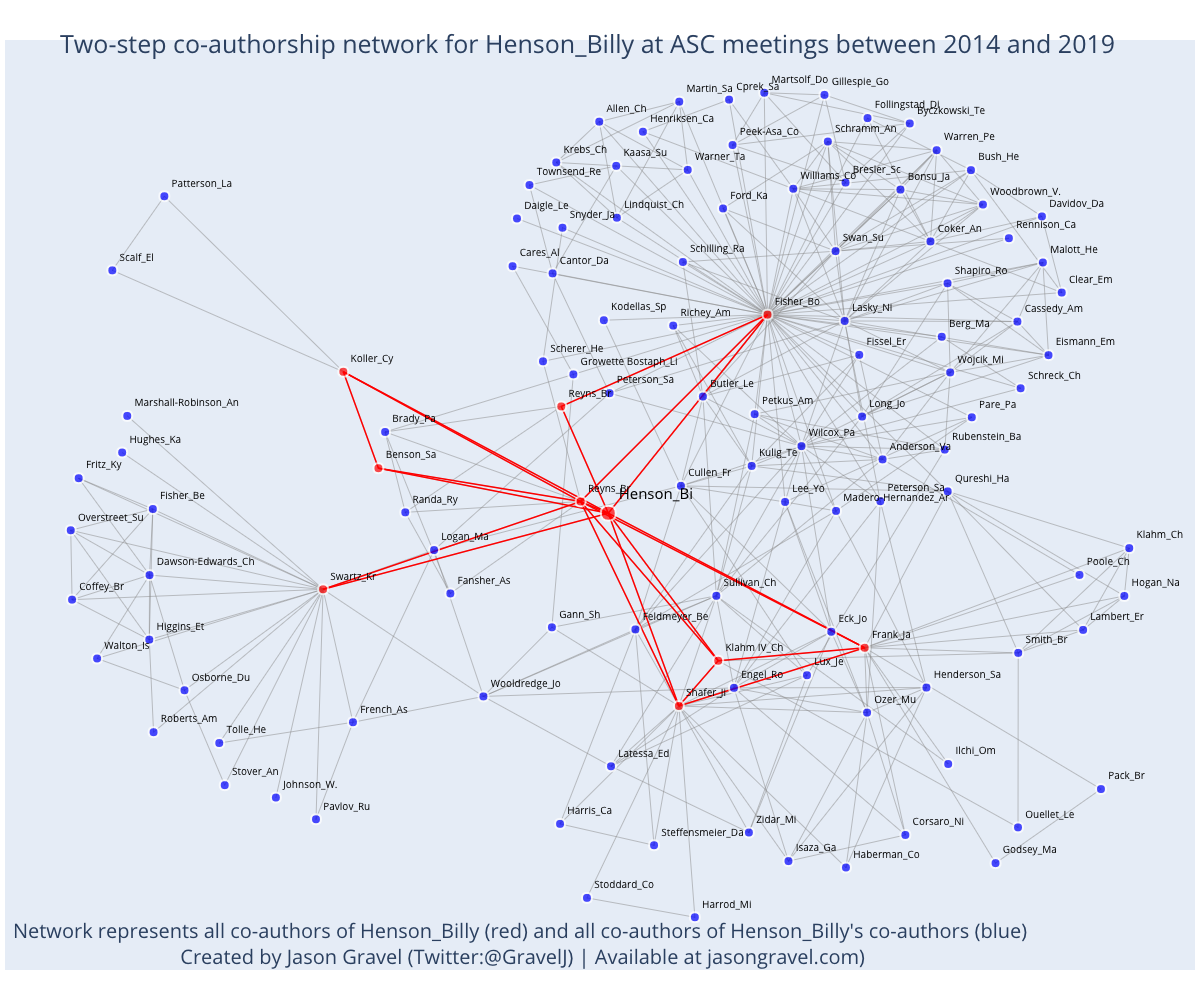 Two-step co-authorship network for Henson_Billy at ASC meetings between 2014 and 2019
Martsolf_Do
Gillespie_Go
Martin_Sa
Cprek_Sa
Follingstad_Di
Allen_Ch
Byczkowski_Te
Henriksen_Ca
Peek-Asa_Co
Schramm_An
Warren_Pe
Krebs_Ch
Kaasa_Su
Warner_Ta
Bush_He
Townsend_Re
Williams_Co
Bresler_Sc
Bonsu_Ja
Patterson_La
Woodbrown_V.
Ford_Ka
Daigle_Le
Snyder_Ja
Lindquist_Ch
Davidov_Da
Rennison_Ca
Coker_An
Swan_Su
Schilling_Ra
Cares_Al
Cantor_Da
Malott_He
Scalf_El
Shapiro_Ro
Clear_Em
Fisher_Bo
Kodellas_Sp
Richey_Am
Lasky_Ni
Cassedy_Am
Berg_Ma
Fissel_Er
Eismann_Em
Scherer_He
Koller_Cy
Growette Bostaph_Li
Wojcik_Mi
Peterson_Sa
Schreck_Ch
Butler_Le
Reyns_Br
Marshall-Robinson_An
Petkus_Am
Long_Jo
Pare_Pa
Brady_Pa
Wilcox_Pa
Rubenstein_Ba
Hughes_Ka
Benson_Sa
Kulig_Te
Anderson_Va
Fritz_Ky
Cullen_Fr
Qureshi_Ha
Lee_Yo
Peterson_Sa
Madero-Hernandez_Ar
Reyns_Br
Henson_Bi
Fisher_Be
Randa_Ry
Overstreet_Su
Logan_Ma
Klahm_Ch
Dawson-Edwards_Ch
Poole_Ch
Swartz_Kr
Fansher_As
Sullivan_Ch
Hogan_Na
Coffey_Br
Lambert_Er
Gann_Sh
Feldmeyer_Be
Eck_Jo
Higgins_Et
Frank_Ja
Smith_Br
Walton_Is
Klahm IV_Ch
Lux_Je
Engel_Ro
Henderson_Sa
Osborne_Du
Wooldredge_Jo
Shafer_Ji
Ozer_Mu
Roberts_Am
French_As
Tolle_He
Latessa_Ed
Ilchi_Om
Stover_An
Johnson_W.
Pack_Br
Pavlov_Ru
Harris_Ca
Zidar_Mi
Corsaro_Ni
Ouellet_Le
Steffensmeier_Da
Isaza_Ga
Haberman_Co
Godsey_Ma
Stoddard_Co
Harrod_Mi
Network represents all co-authors of Henson_Billy (red) and all co-authors of Henson_Billy's co-authors (blue)
Created by Jason Gravel (Twitter:@GravelJ) | Available at jasongravel.com)